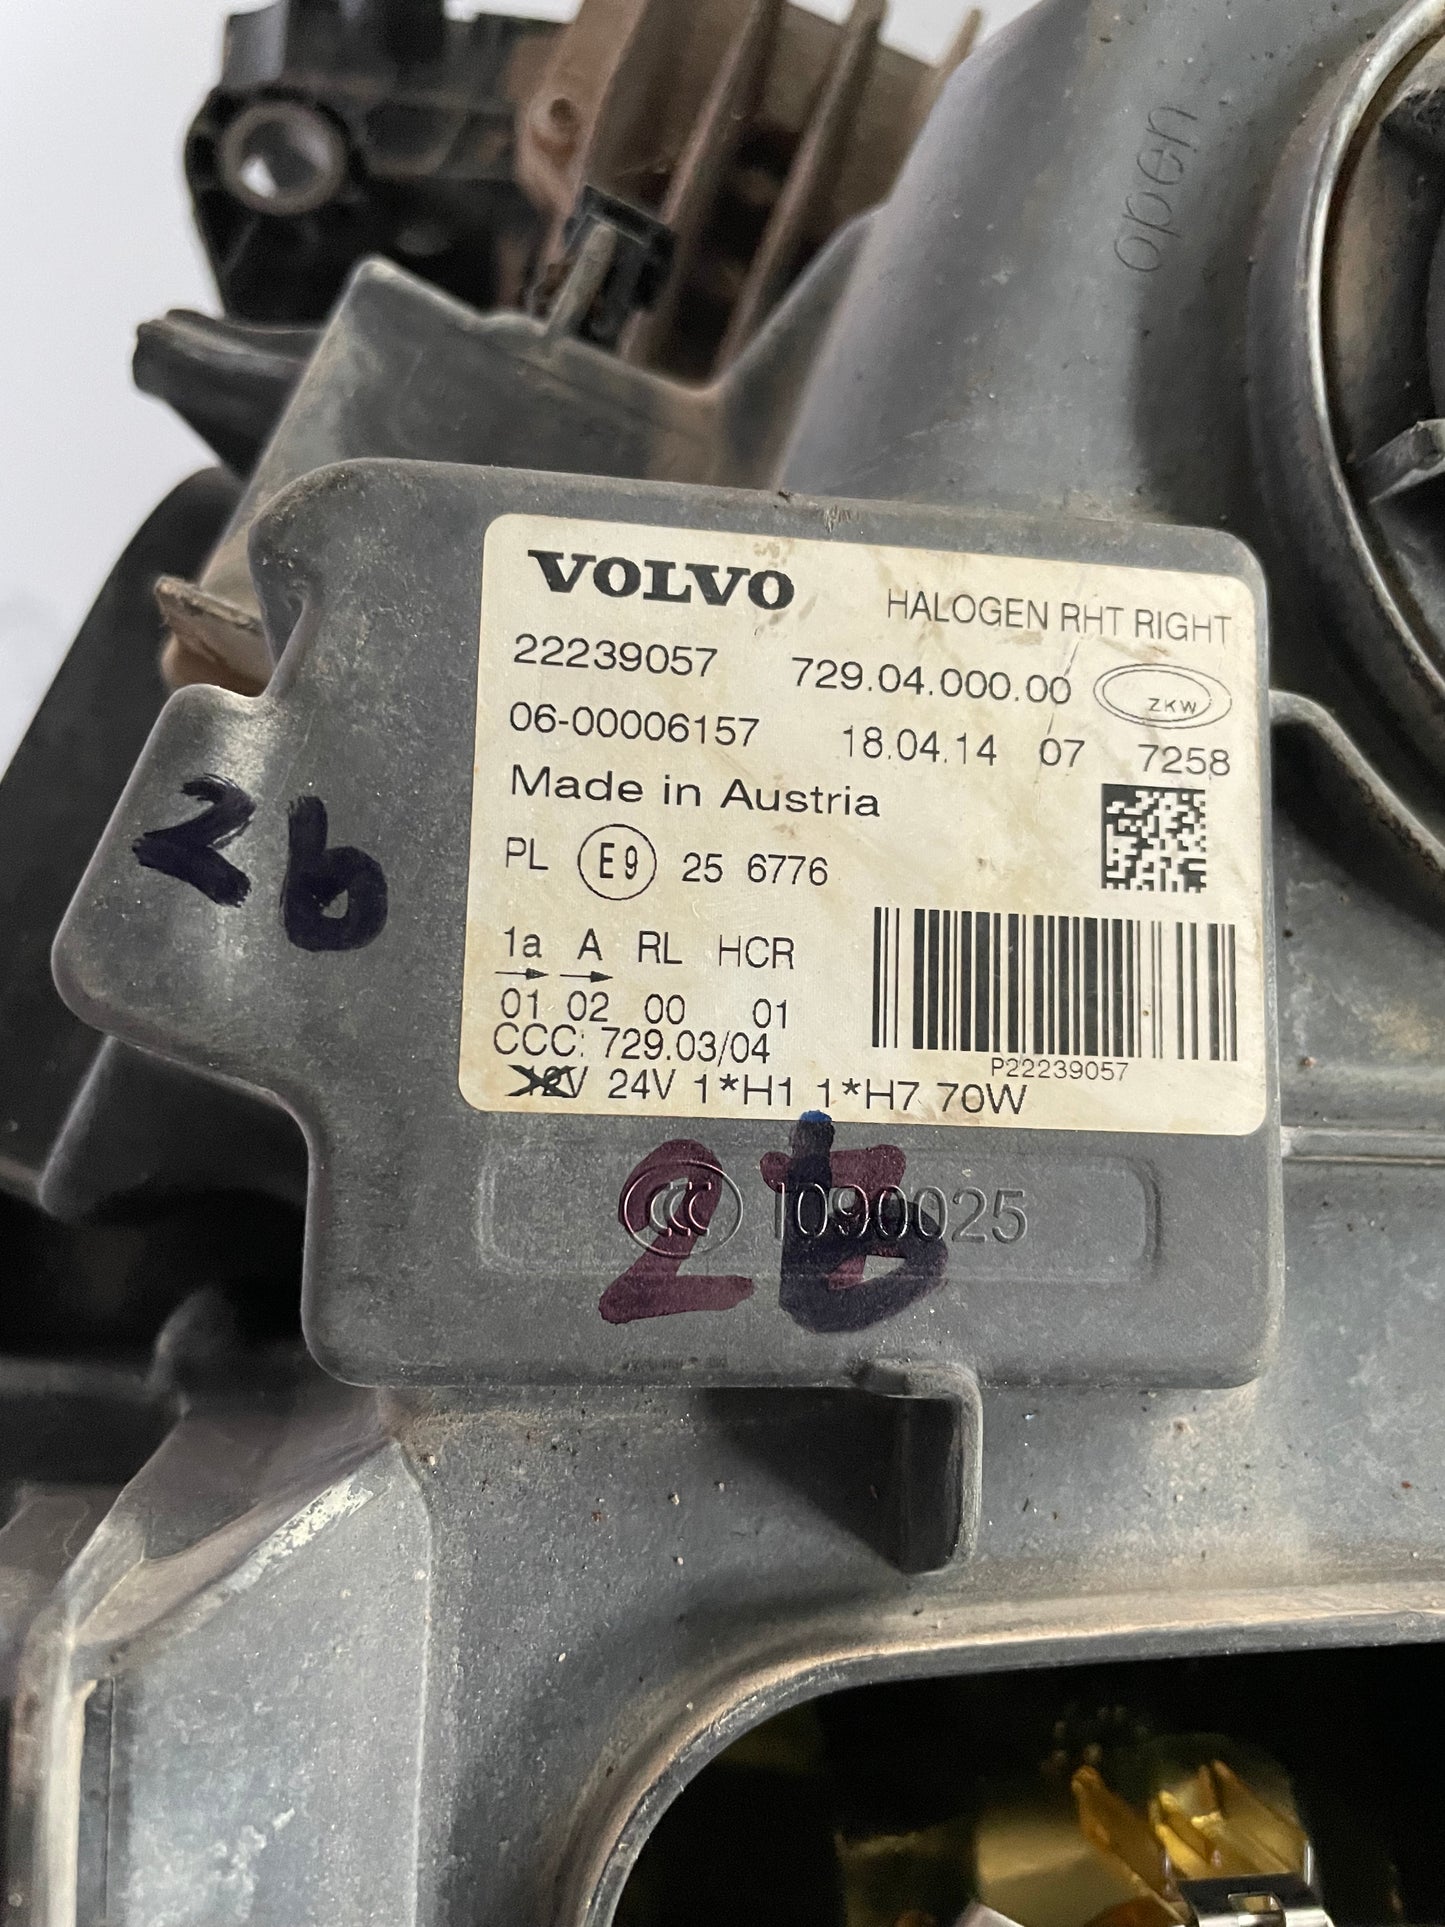 open
VOLVO HALOGEN RHT RIGHT
22239057 729.04.000.00 ZKW
06-00006157 18.04.14 07 7258
Made in Austria
PL E9 25 6776
1a A RL HCR
→ →
01 02 00 01
CCC: 729.03/04
P22239057
12V 24V 1*H1 1*H7 70W
2b
CCC 1090025
2b